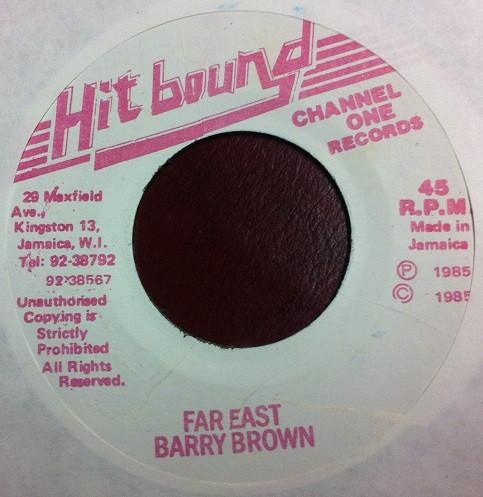 Hit bound
CHANNEL
ONE
RECORDS
29 Maxfield
Ave.,
Kingston 13,
Jamaica, W.I.
Tel: 92-38792
92-38567
Unauthorised
Copying is
Strictly
Prohibited
All Rights
Reserved.
45
R.P.M
Made in
Jamaica
℗ 1985
© 1985
FAR EAST
BARRY BROWN